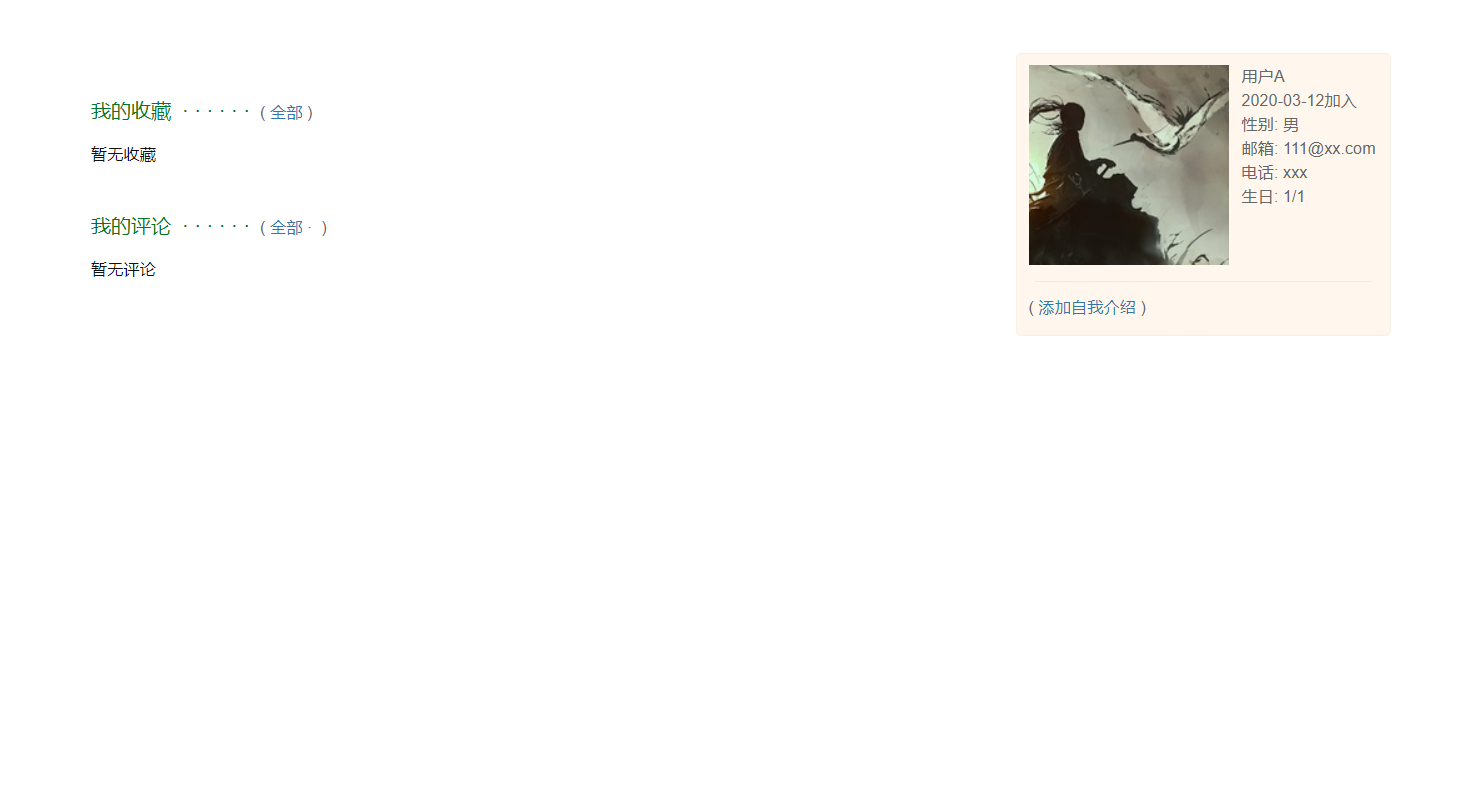 我的收藏 · · · · · · ( 全部 )
暂无收藏
我的评论 · · · · · · ( 全部 · )
暂无评论
用户A
2020-03-12加入
性别: 男
邮箱: 111@xx.com
电话: xxx
生日: 1/1
( 添加自我介绍 )